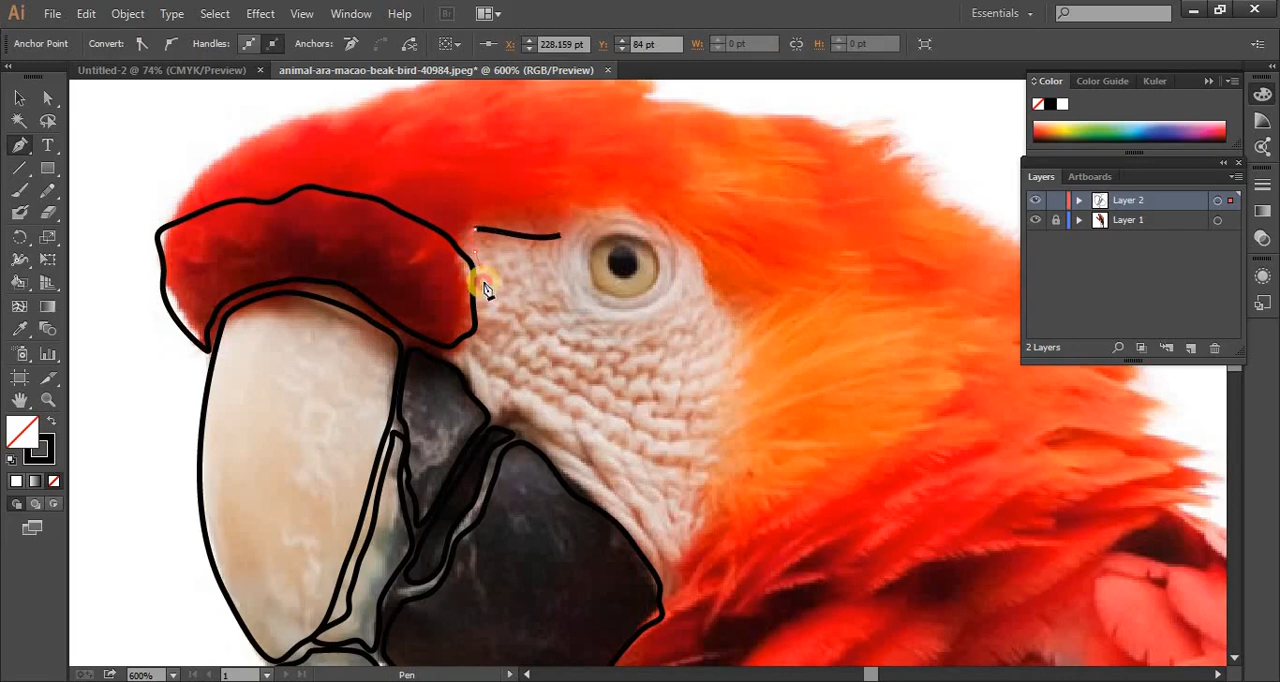 Ai File Edit Object Type Select Effect View Window Help Br Essentials
Anchor Point Convert: Handles: Anchors: X: 228.159 pt Y: 84 pt W: 0 pt H: 0 pt
Untitled-2 @ 74% (CMYK/Preview) × animal-ara-macao-beak-bird-40984.jpeg* @ 600% (RGB/Preview) ×
Color Color Guide Kuler
Layers Artboards
Layer 2
Layer 1
2 Layers
600% 1 Pen